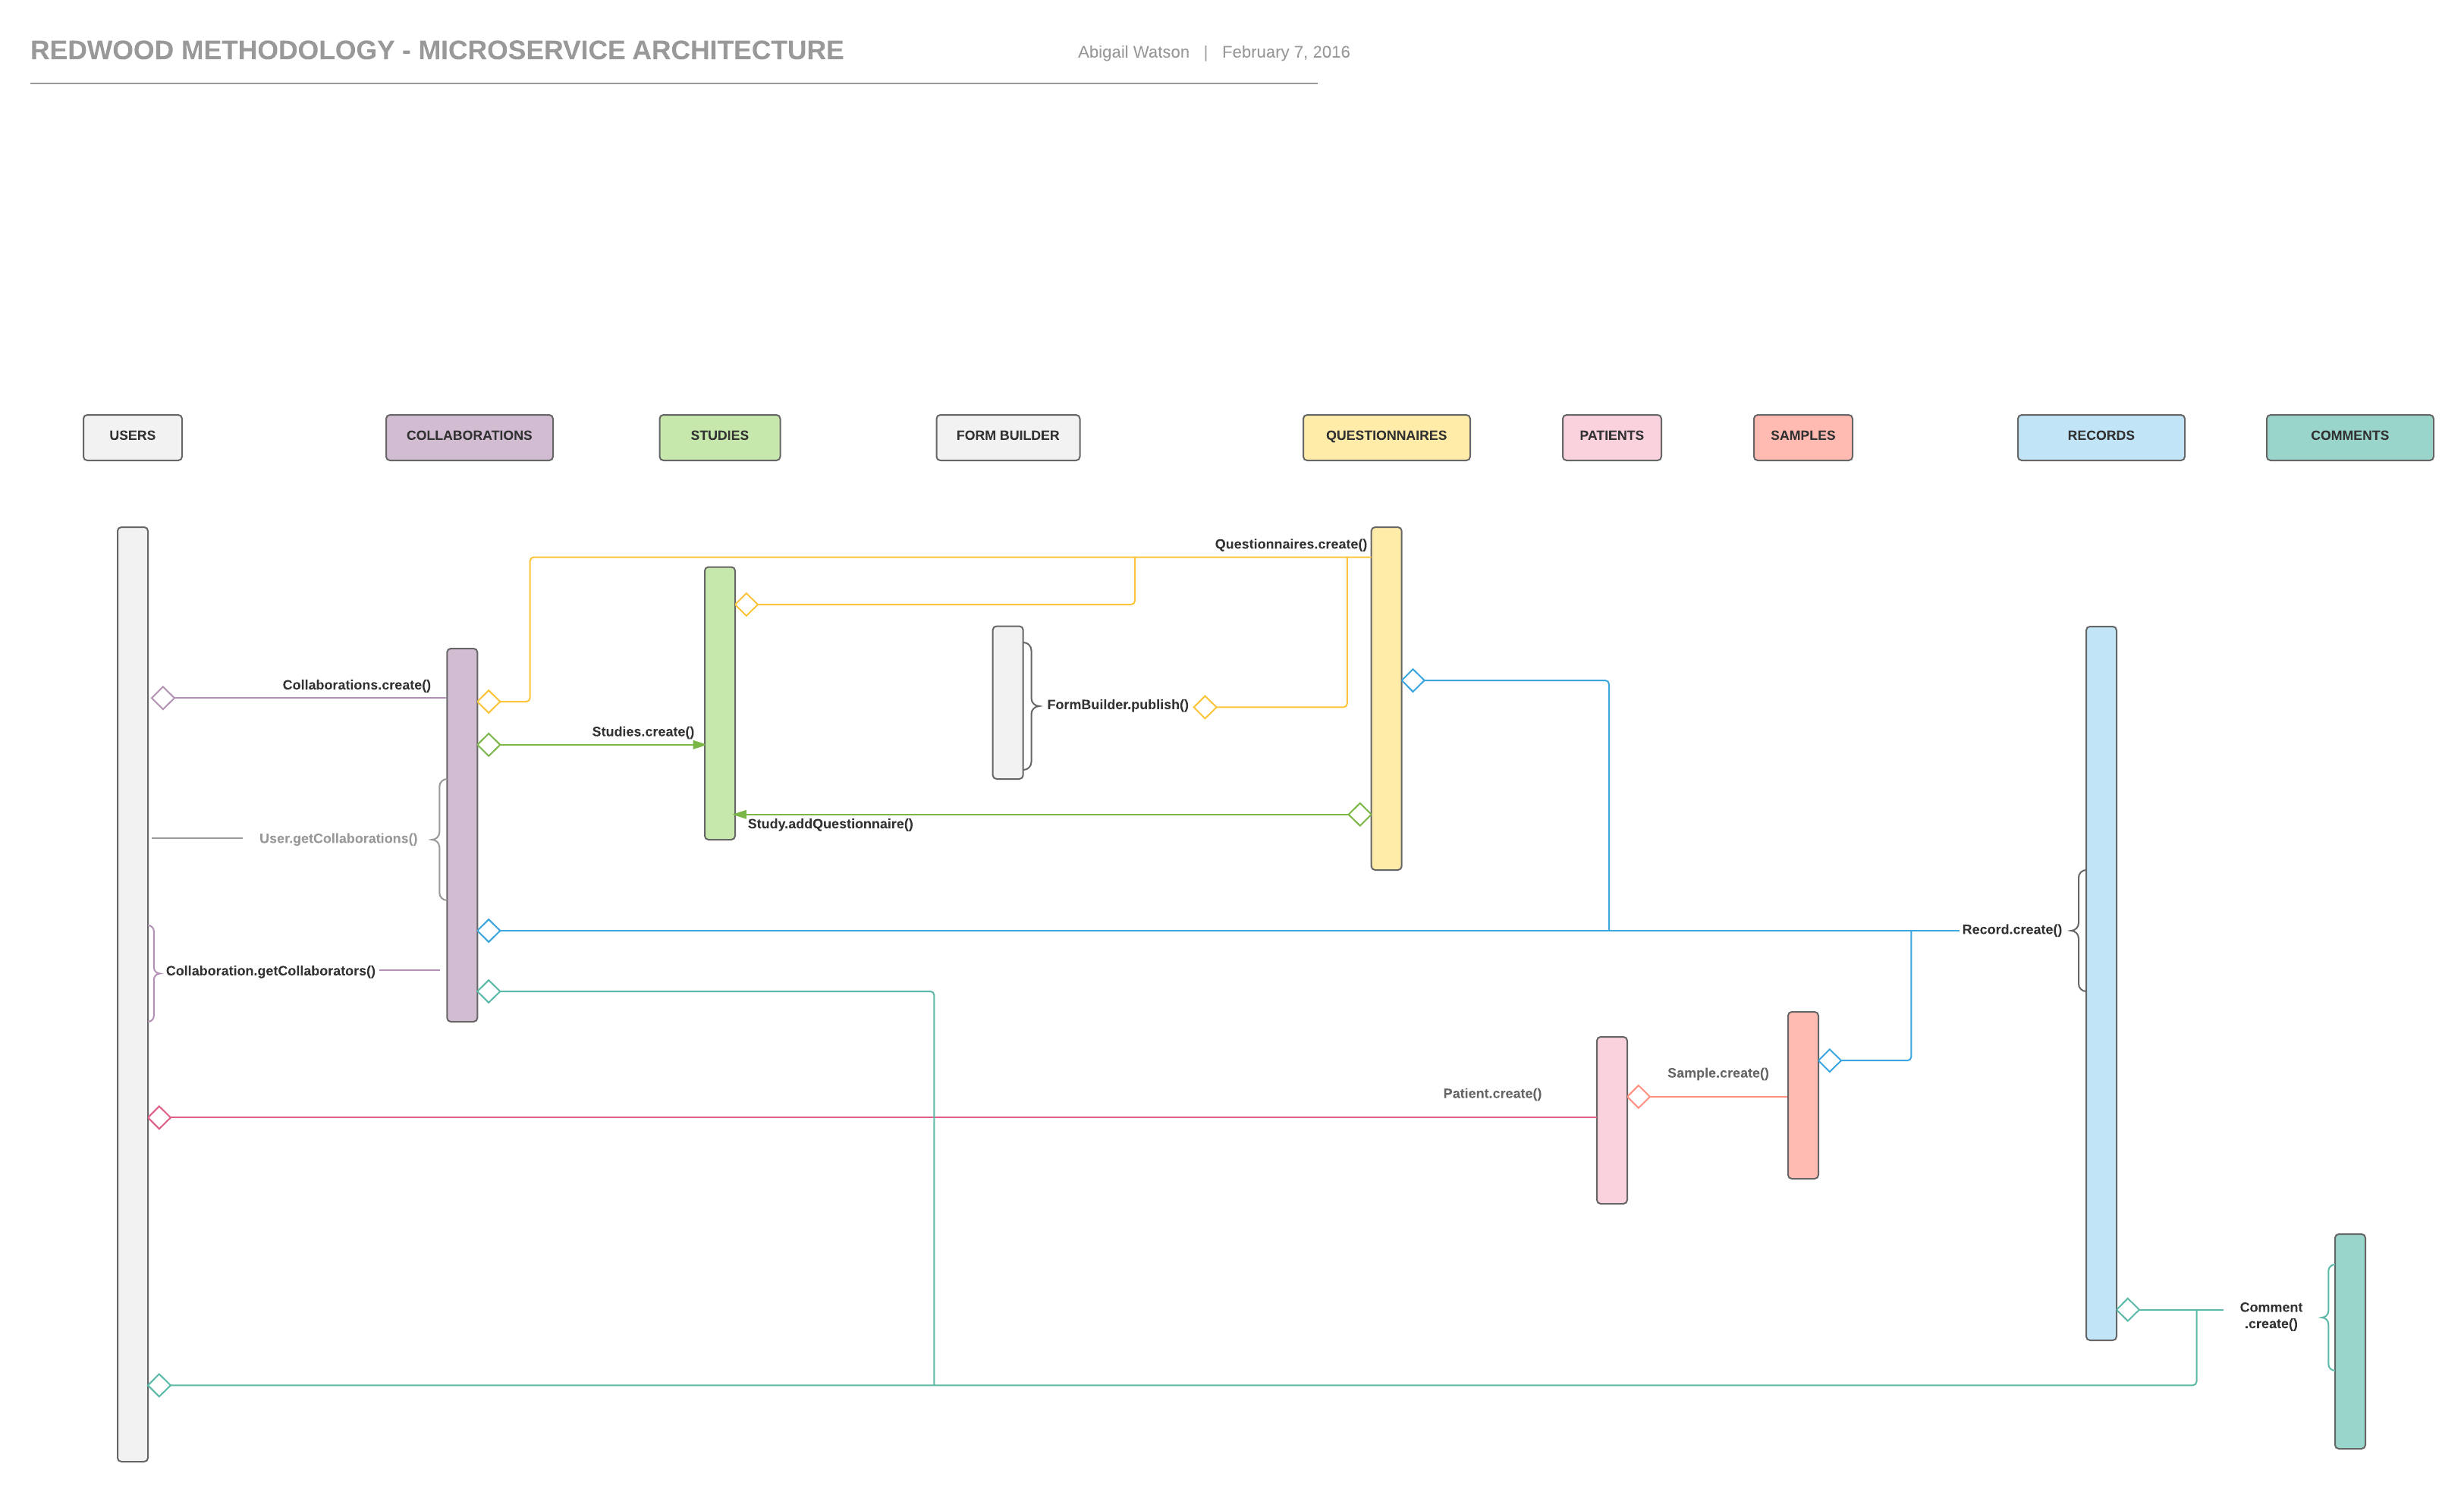 REDWOOD METHODOLOGY - MICROSERVICE ARCHITECTURE
Abigail Watson | February 7, 2016
USERS
COLLABORATIONS
STUDIES
FORM BUILDER
QUESTIONNAIRES
PATIENTS
SAMPLES
RECORDS
COMMENTS
Questionnaires.create()
Collaborations.create()
FormBuilder.publish()
Studies.create()
Study.addQuestionnaire()
User.getCollaborations()
Record.create()
Collaboration.getCollaborators()
Sample.create()
Patient.create()
Comment
.create()